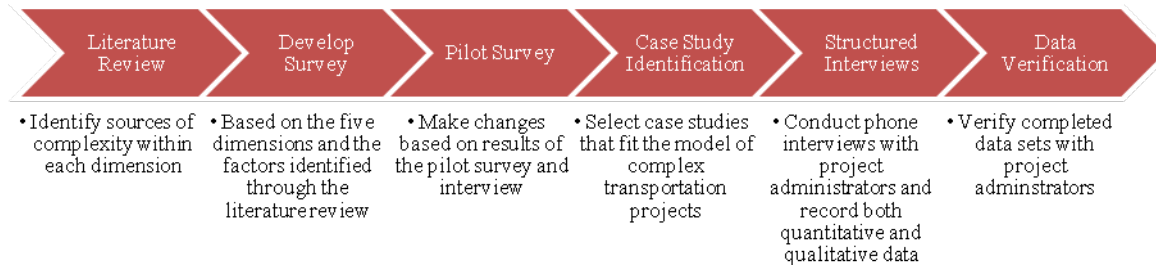 Literature
Review
Develop
Survey
Pilot Survey
Case Study
Identification
Structured
Interviews
Data
Verification
• Identify sources of
complexity within
each dimension
• Based on the five
dimensions and the
factors identified
through the
literature review
• Make changes
based on results of
the pilot survey and
interview
• Select case studies
that fit the model of
complex
transportation
projects
• Conduct phone
interviews with
project
administrators and
record both
quantitative and
qualitative data
• Verify completed
data sets with
project
adminstrators